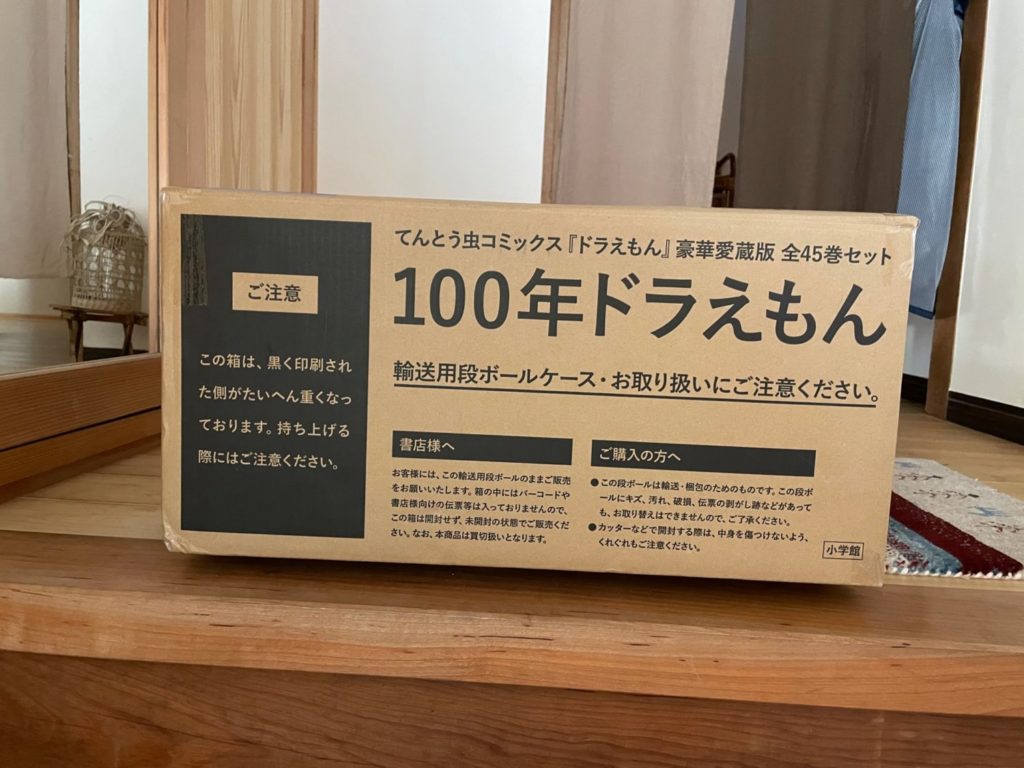 てんとう虫コミックス『ドラえもん』豪華愛蔵版 全45巻セット
100年ドラえもん
輸送用段ボールケース・お取り扱いにご注意ください。
ご注意
この箱は、黒く印刷され
た側がたいへん重くなっ
ております。持ち上げる
際にはご注意ください。
書店様へ
お客様には、この輸送用段ボールのままご販売
をお願いいたします。箱の中にはバーコードや
書店様向けの伝票等は入っておりませんので、
この箱は開封せず、未開封の状態でご販売くだ
さい。なお、本商品は買切扱いとなります。
ご購入の方へ
●この段ボールは輸送・梱包のためのものです。この段ボ
ールにキズ、汚れ、破損、伝票の剥がし跡などがあって
も、お取り替えはできませんので、ご了承ください。
●カッターなどで開封する際は、中身を傷つけないよう、
くれぐれもご注意ください。
小学館